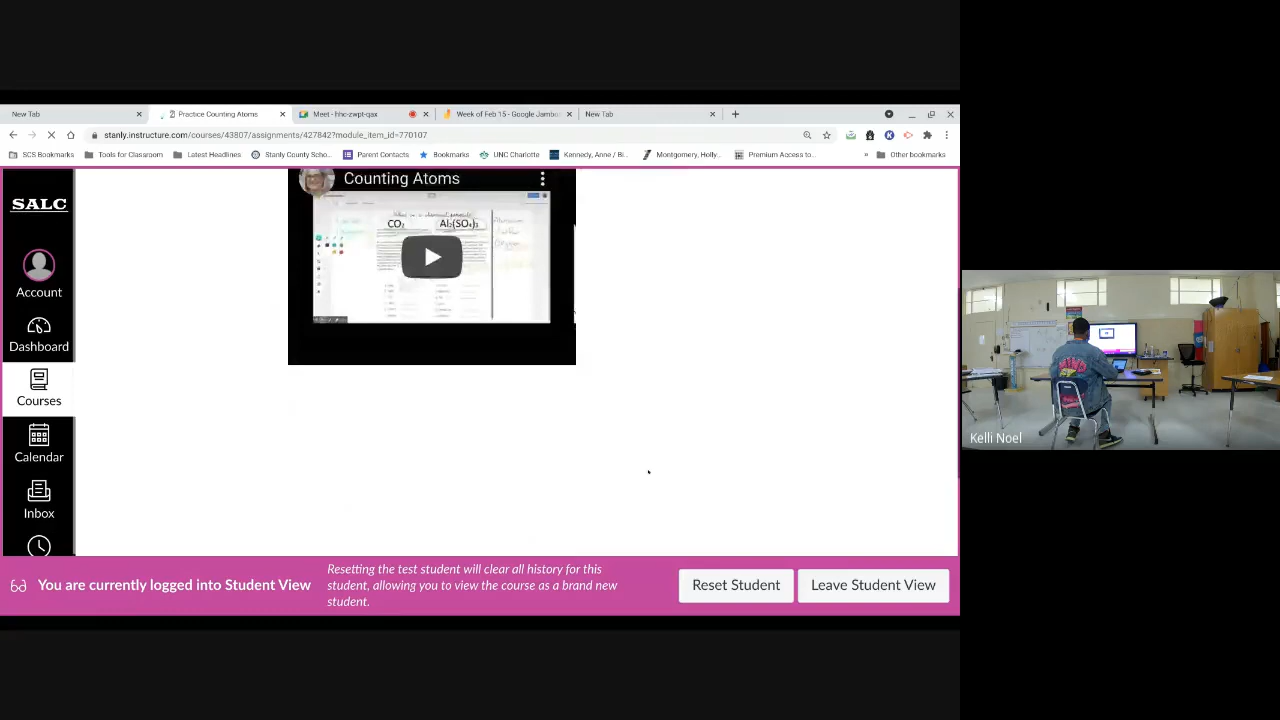 New Tab
Practice Counting Atoms
Meet - hhc-zwpt-qax
Week of Feb 15 - Google Jambo
New Tab
stanly.instructure.com/courses/43807/assignments/427842?module_item_id=770107
SCS Bookmarks
Tools for Classroom
Latest Headlines
Stanly County Scho...
Parent Contacts
Bookmarks
UNC Charlotte
Kennedy, Anne / Bi...
Montgomery, Holly...
Premium Access to...
Other bookmarks
SALC
Account
Dashboard
Courses
Calendar
Inbox
Counting Atoms
CO₂
Al₂(SO₄)₃
Kelli Noel
You are currently logged into Student View
Resetting the test student will clear all history for this
student, allowing you to view the course as a brand new
student.
Reset Student
Leave Student View